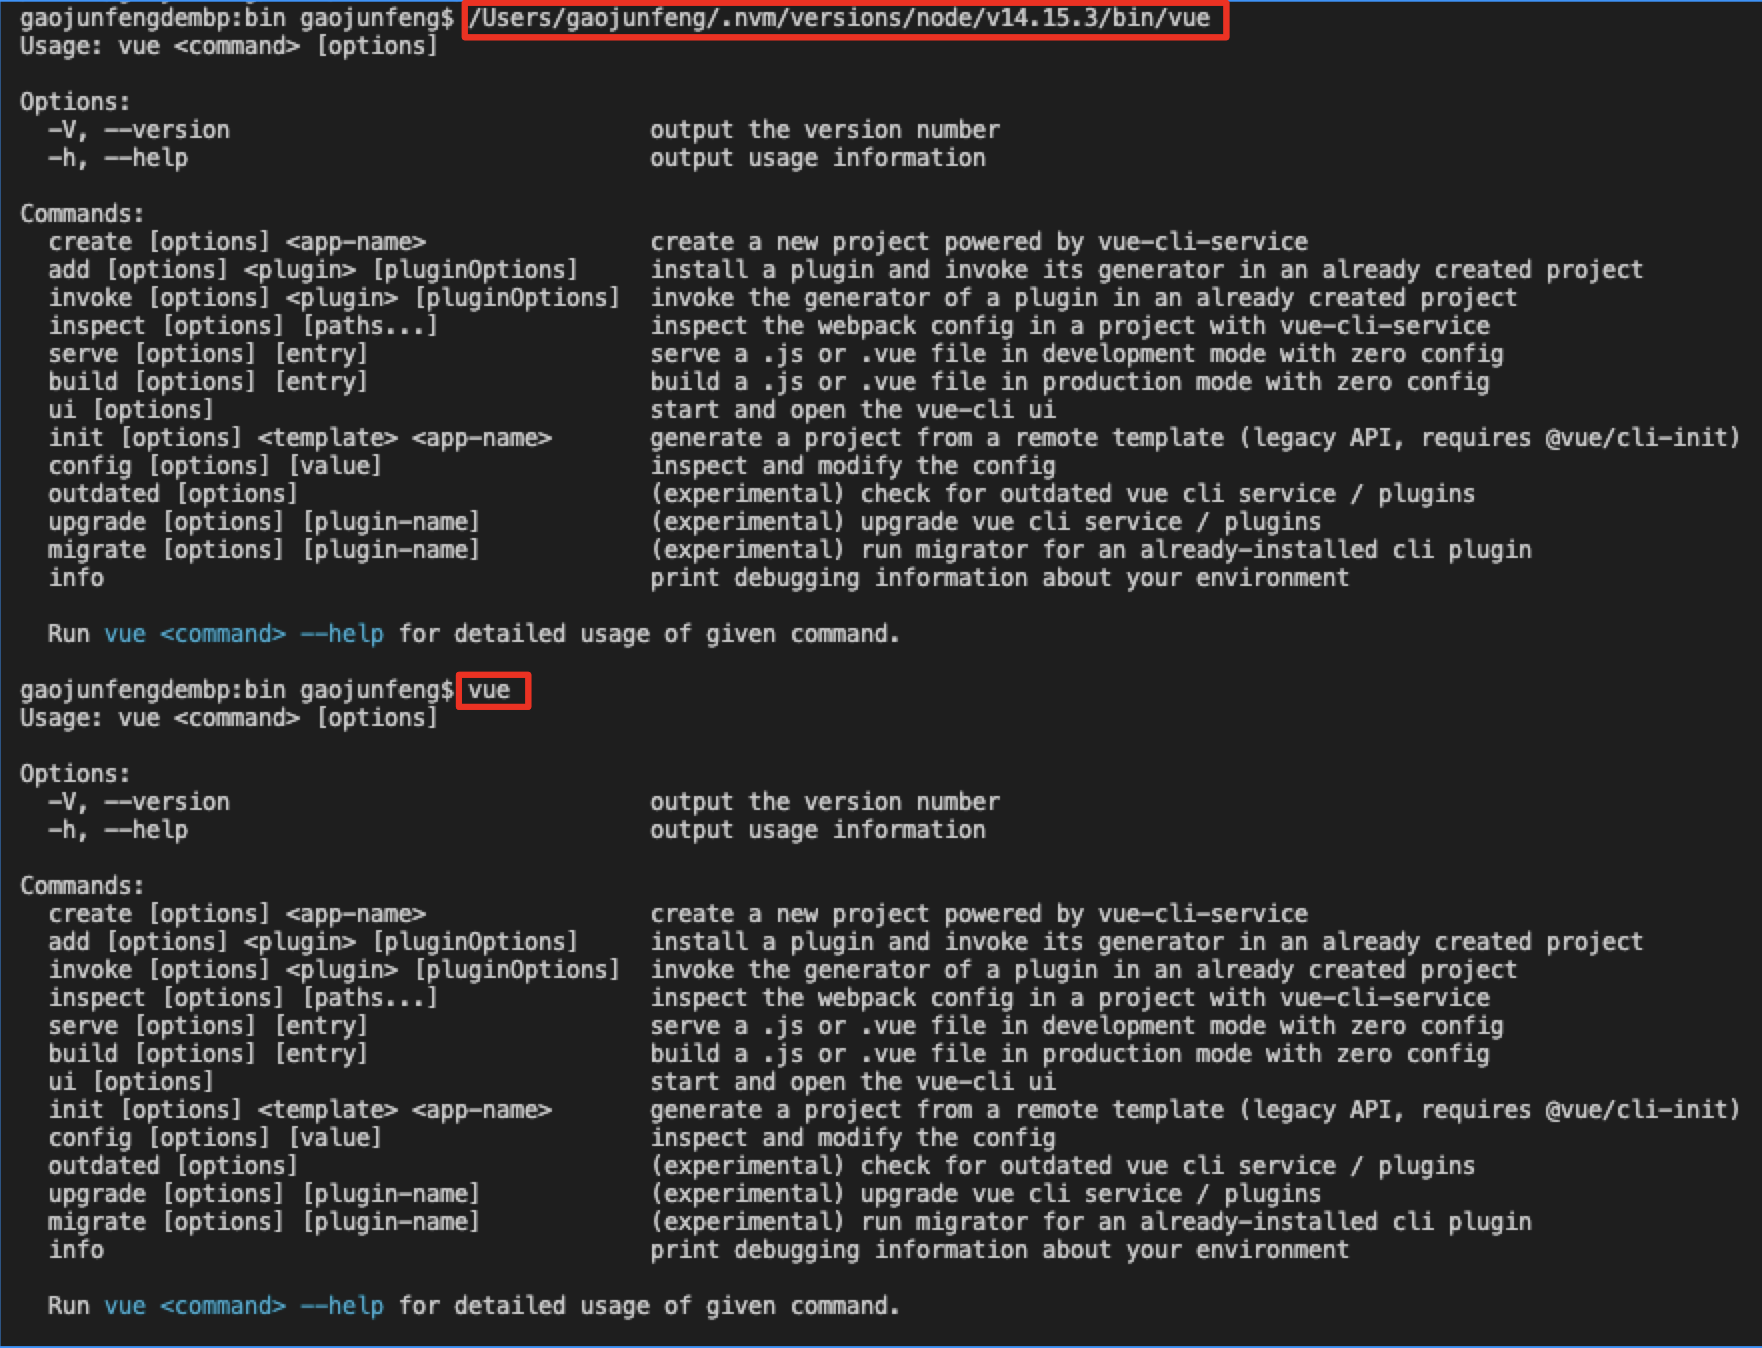 gaojunfengdembp:bin gaojunfeng$ /Users/gaojunfeng/.nvm/versions/node/v14.15.3/bin/vue
Usage: vue <command> [options]

Options:
  -V, --version                              output the version number
  -h, --help                                 output usage information

Commands:
  create [options] <app-name>                create a new project powered by vue-cli-service
  add [options] <plugin> [pluginOptions]     install a plugin and invoke its generator in an already created project
  invoke [options] <plugin> [pluginOptions]  invoke the generator of a plugin in an already created project
  inspect [options] [paths...]               inspect the webpack config in a project with vue-cli-service
  serve [options] [entry]                    serve a .js or .vue file in development mode with zero config
  build [options] [entry]                    build a .js or .vue file in production mode with zero config
  ui [options]                               start and open the vue-cli ui
  init [options] <template> <app-name>       generate a project from a remote template (legacy API, requires @vue/cli-init)
  config [options] [value]                   inspect and modify the config
  outdated [options]                         (experimental) check for outdated vue cli service / plugins
  upgrade [options] [plugin-name]            (experimental) upgrade vue cli service / plugins
  migrate [options] [plugin-name]            (experimental) run migrator for an already-installed cli plugin
  info                                       print debugging information about your environment

  Run vue <command> --help for detailed usage of given command.

gaojunfengdembp:bin gaojunfeng$ vue
Usage: vue <command> [options]

Options:
  -V, --version                              output the version number
  -h, --help                                 output usage information

Commands:
  create [options] <app-name>                create a new project powered by vue-cli-service
  add [options] <plugin> [pluginOptions]     install a plugin and invoke its generator in an already created project
  invoke [options] <plugin> [pluginOptions]  invoke the generator of a plugin in an already created project
  inspect [options] [paths...]               inspect the webpack config in a project with vue-cli-service
  serve [options] [entry]                    serve a .js or .vue file in development mode with zero config
  build [options] [entry]                    build a .js or .vue file in production mode with zero config
  ui [options]                               start and open the vue-cli ui
  init [options] <template> <app-name>       generate a project from a remote template (legacy API, requires @vue/cli-init)
  config [options] [value]                   inspect and modify the config
  outdated [options]                         (experimental) check for outdated vue cli service / plugins
  upgrade [options] [plugin-name]            (experimental) upgrade vue cli service / plugins
  migrate [options] [plugin-name]            (experimental) run migrator for an already-installed cli plugin
  info                                       print debugging information about your environment

  Run vue <command> --help for detailed usage of given command.